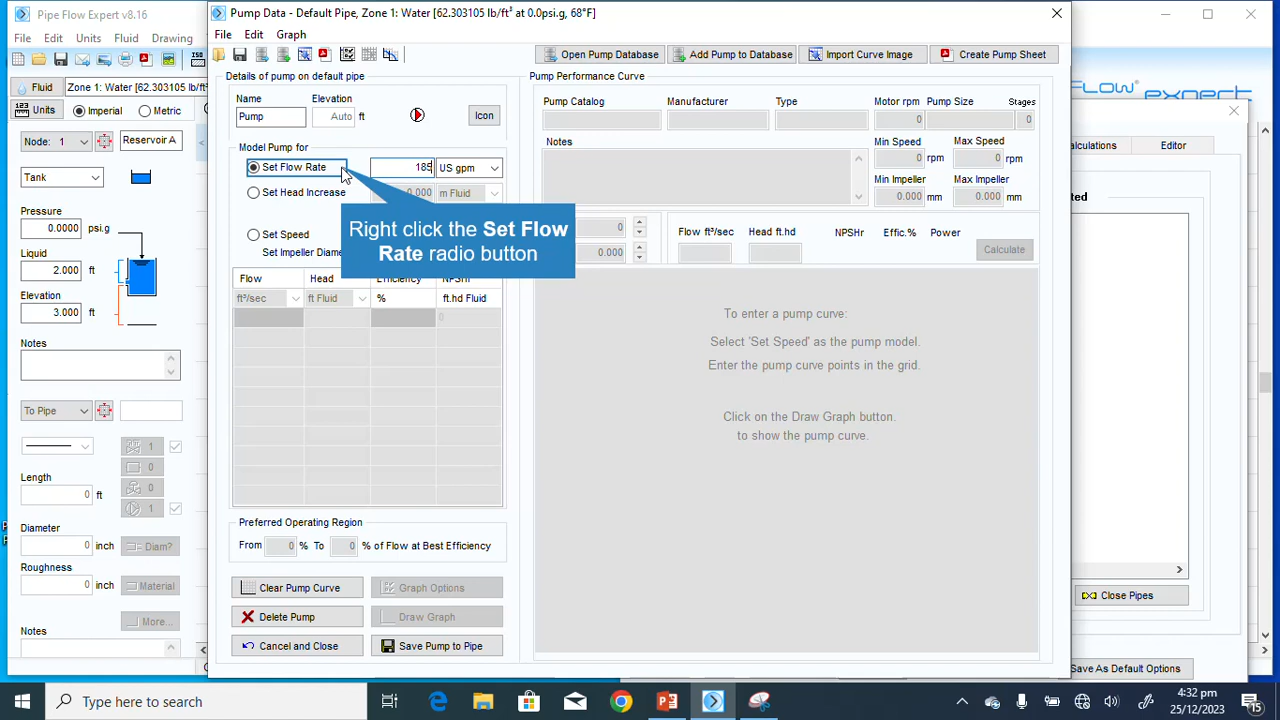 Pipe Flow Expert v8.16
File Edit Units Fluid Drawing
Fluid Zone 1: Water [62.303105 lb/ft³
Units Imperial Metric
Node: 1 Reservoir A
Tank
Pressure
0.0000 psi.g
Liquid
2.000 ft
Elevation
3.000 ft
Notes
To Pipe
1
0
Length
0 ft
0
1
Diameter
0 inch Diam?
Roughness
0 inch Material
More...
Notes
Pump Data - Default Pipe, Zone 1: Water [62.303105 lb/ft³ at 0.0psi.g, 68°F]
File Edit Graph
Open Pump Database Add Pump to Database Import Curve Image Create Pump Sheet
Details of pump on default pipe
Name Elevation
Pump Auto ft Icon
Model Pump for
Set Flow Rate 185 US gpm
Set Head Increase 0.000 m Fluid
Set Speed
Set Impeller Diame
Right click the Set Flow
Rate radio button
Flow Head Efficiency NPSHr
ft³/sec ft Fluid % ft.hd Fluid
0
Preferred Operating Region
From 0 % To 0 % of Flow at Best Efficiency
Clear Pump Curve Graph Options
Delete Pump Draw Graph
Cancel and Close Save Pump to Pipe
Pump Performance Curve
Pump Catalog Manufacturer Type Motor rpm Pump Size Stages
0 0
Notes Min Speed Max Speed
0 rpm 0 rpm
Min Impeller Max Impeller
0.000 mm 0.000 mm
0 Flow ft³/sec Head ft.hd NPSHr Effic.% Power
0.000 Calculate
To enter a pump curve:
Select 'Set Speed' as the pump model.
Enter the pump curve points in the grid.
Click on the Draw Graph button.
to show the pump curve.
FLOW expert
alculations Editor
ted
Close Pipes
Save As Default Options
Type here to search
4:32 pm
25/12/2023
15